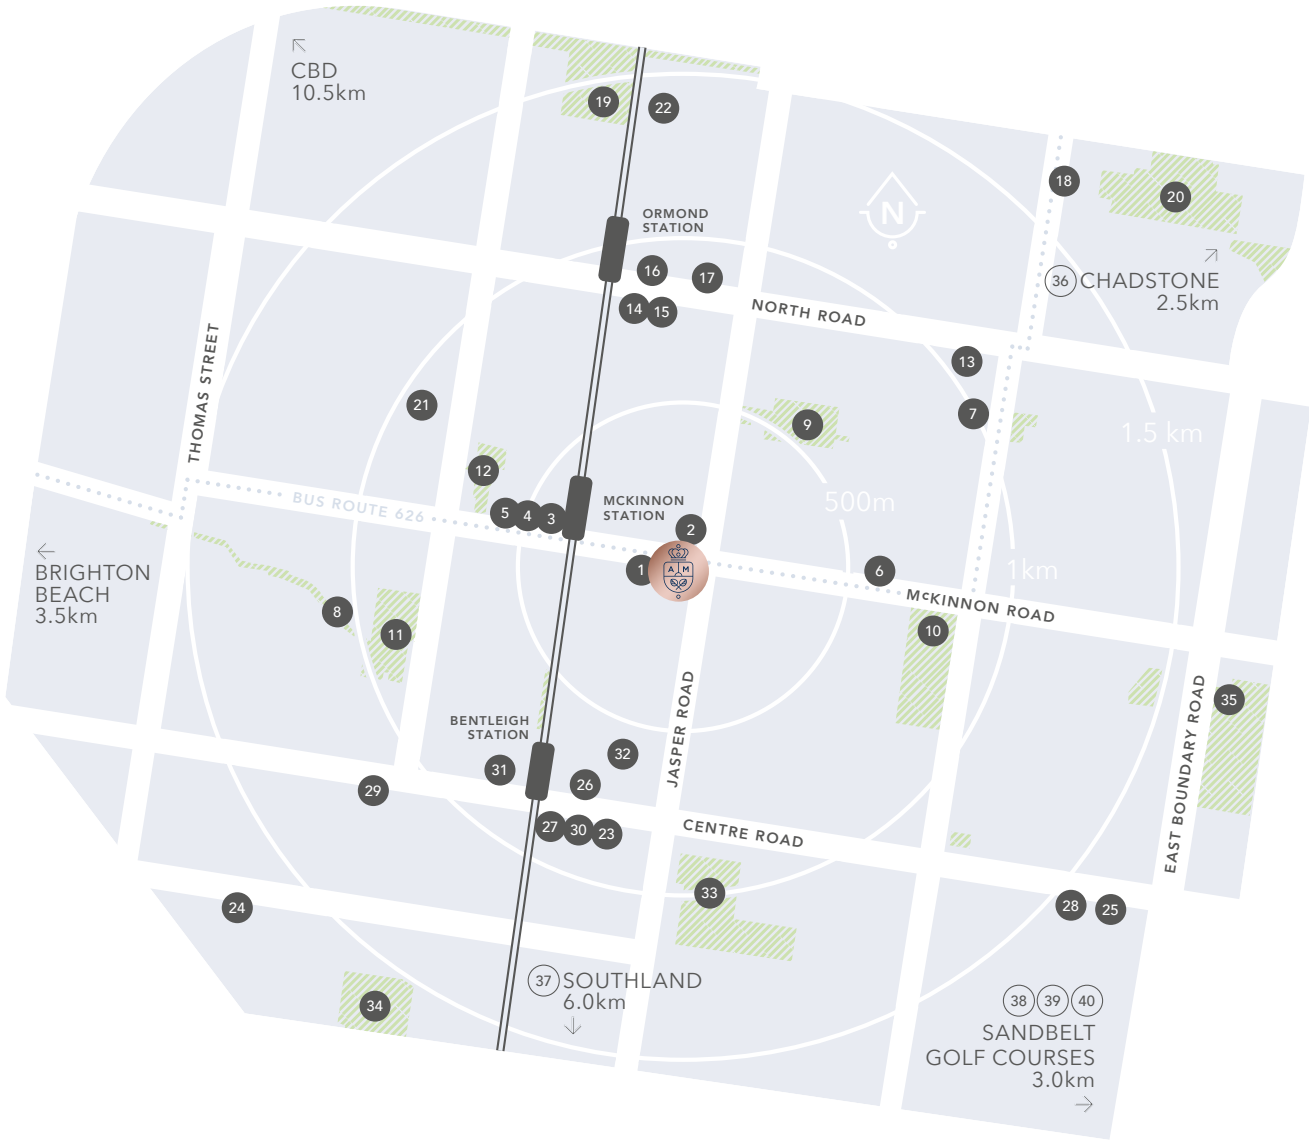 CBD
10.5km
19
22
18
20
N
ORMOND
STATION
16
17
36 CHADSTONE
2.5km
14
15
NORTH ROAD
THOMAS STREET
13
21
9
7
1.5 km
12
BUS ROUTE 626
5
4
3
MCKINNON
STATION
500m
2
BRIGHTON
BEACH
3.5km
1
A M
6
1km
McKINNON ROAD
8
11
10
JASPER ROAD
EAST BOUNDARY ROAD
35
BENTLEIGH
STATION
32
31
26
29
27
30
23
CENTRE ROAD
33
24
28
25
34
37 SOUTHLAND
6.0km
38 39 40
SANDBELT
GOLF COURSES
3.0km